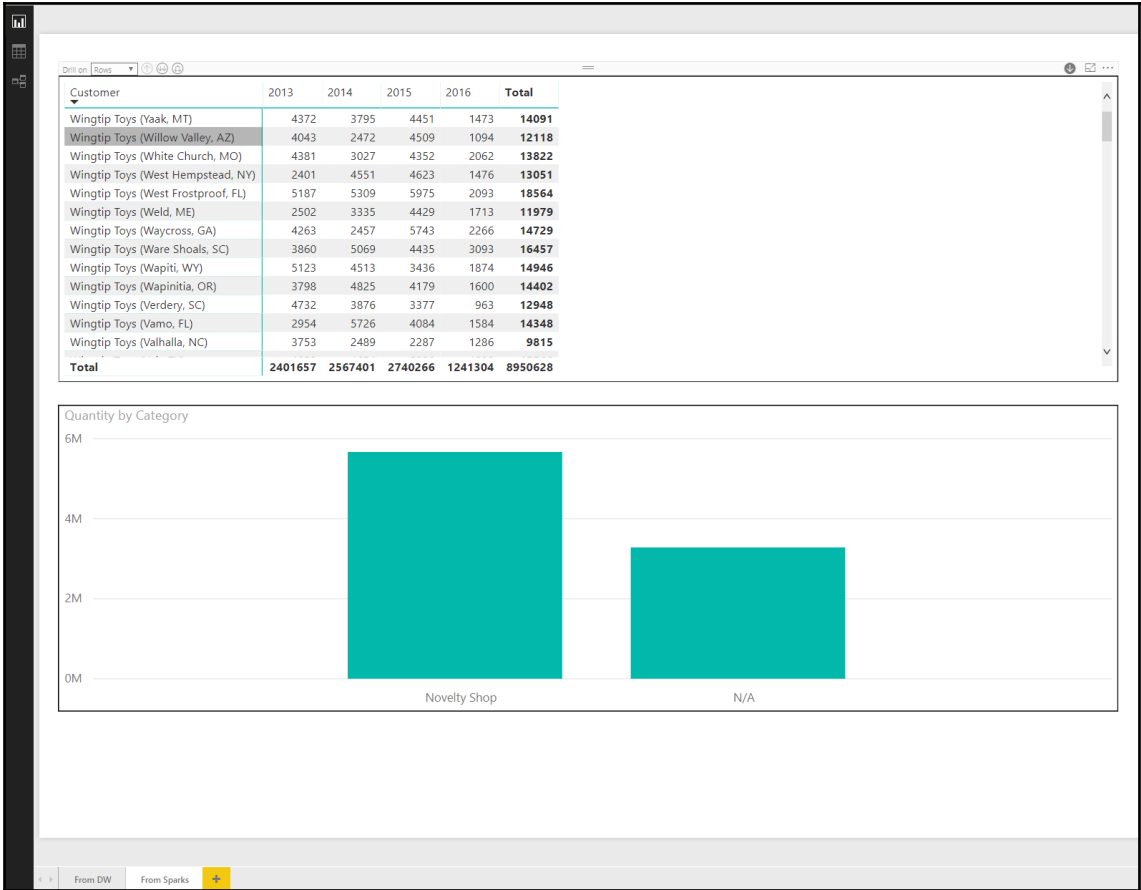 Drill on Rows
Customer 2013 2014 2015 2016 Total
Wingtip Toys (Yaak, MT) 4372 3795 4451 1473 14091
Wingtip Toys (Willow Valley, AZ) 4043 2472 4509 1094 12118
Wingtip Toys (White Church, MO) 4381 3027 4352 2062 13822
Wingtip Toys (West Hempstead, NY) 2401 4551 4623 1476 13051
Wingtip Toys (West Frostproof, FL) 5187 5309 5975 2093 18564
Wingtip Toys (Weld, ME) 2502 3335 4429 1713 11979
Wingtip Toys (Waycross, GA) 4263 2457 5743 2266 14729
Wingtip Toys (Ware Shoals, SC) 3860 5069 4435 3093 16457
Wingtip Toys (Wapiti, WY) 5123 4513 3436 1874 14946
Wingtip Toys (Wapinitia, OR) 3798 4825 4179 1600 14402
Wingtip Toys (Verdery, SC) 4732 3876 3377 963 12948
Wingtip Toys (Vamo, FL) 2954 5726 4084 1584 14348
Wingtip Toys (Valhalla, NC) 3753 2489 2287 1286 9815
Total 2401657 2567401 2740266 1241304 8950628
Quantity by Category
6M
4M
2M
0M
Novelty Shop N/A
From DW From Sparks +